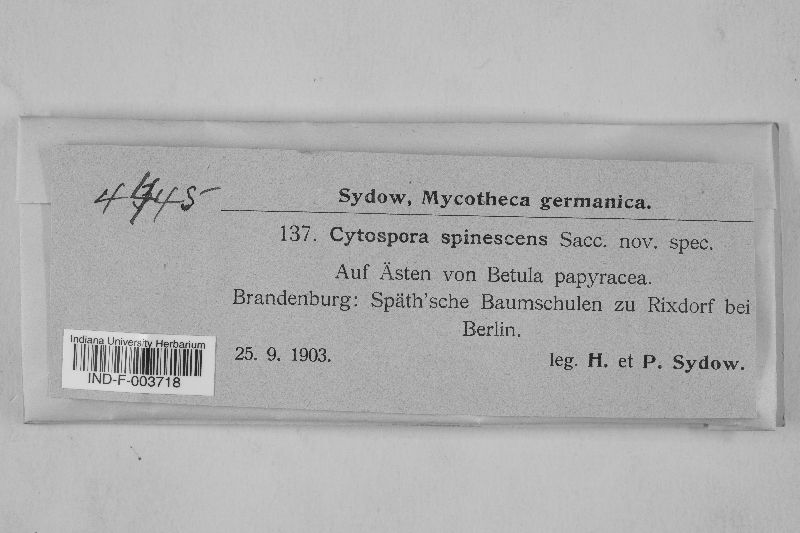 Sydow, Mycotheca germanica.
137. Cytospora spinescens Sacc. nov. spec.
Auf Ästen von Betula papyracea.
Brandenburg: Späth'sche Baumschulen zu Rixdorf bei
Berlin.
25. 9. 1903. leg. H. et P. Sydow.
Indiana University Herbarium
IND-F-003718